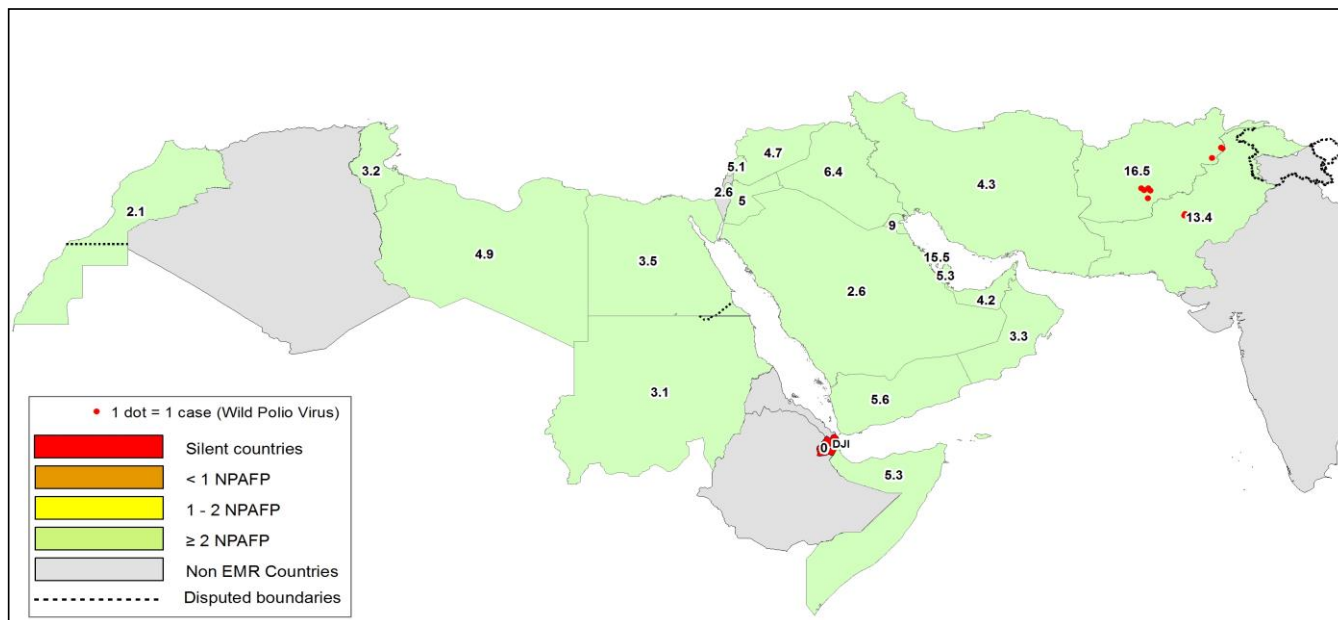 4.7
5.1
6.4
3.2
16.5
4.3
2.6
5
2.1
13.4
9
4.9
3.5
15.5
5.3
2.6
4.2
3.3
3.1
5.6
0
DJI
5.3
1 dot = 1 case (Wild Polio Virus)
Silent countries
< 1 NPAFP
1 - 2 NPAFP
≥ 2 NPAFP
Non EMR Countries
Disputed boundaries